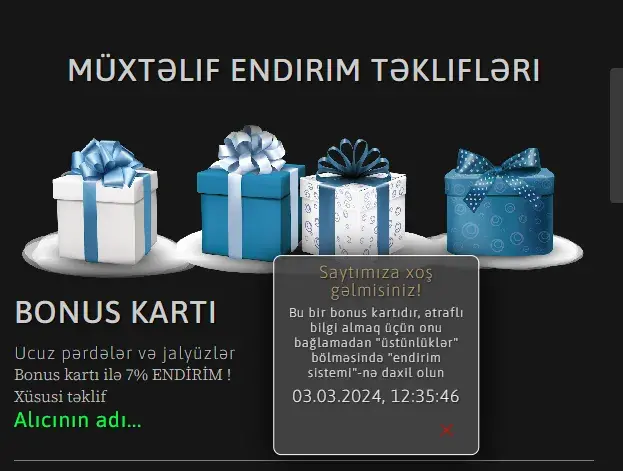 MÜXTƏLIF ENDIRIM TƏKLIFLƏRI
BONUS KARTI
Ucuz pərdələr və jalyüzlər
Bonus kartı ilə 7% ENDİRİM !
Xüsusi təklif
Alıcının adı...
Saytımıza xoş
gəlmisiniz!
Bu bir bonus kartıdır, ətraflı
bilgi almaq üçün onu
bağlamadan "üstünlüklər"
bölməsində "endirim
sistemi"-nə daxil olun
03.03.2024, 12:35:46